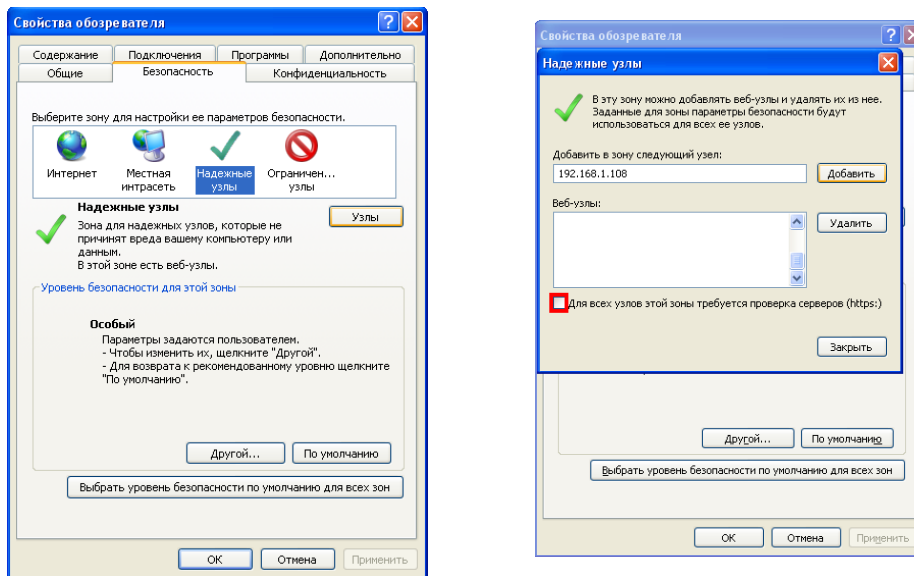 Свойства обозревателя
Содержание Подключения Программы Дополнительно
Общие Безопасность Конфиденциальность
Выберите зону для настройки ее параметров безопасности.
Интернет Местная интрасеть Надежные узлы Ограничен... узлы
Надежные узлы
Узлы
Зона для надежных узлов, которые не
причинят вреда вашему компьютеру или
данным.
В этой зоне есть веб-узлы.
Уровень безопасности для этой зоны
Особый
Параметры задаются пользователем.
- Чтобы изменить их, щелкните "Другой".
- Для возврата к рекомендованному уровню щелкните
"По умолчанию".
Другой... По умолчанию
Выбрать уровень безопасности по умолчанию для всех зон
ОК Отмена Применить
Свойства обозревателя
Надежные узлы
В эту зону можно добавлять веб-узлы и удалять их из нее.
Заданные для зоны параметры безопасности будут
использоваться для всех ее узлов.
Добавить в зону следующий узел:
192.168.1.108 Добавить
Веб-узлы:
Удалить
Для всех узлов этой зоны требуется проверка серверов (https:)
Закрыть
Другой... По умолчанию
Выбрать уровень безопасности по умолчанию для всех зон
ОК Отмена Применить